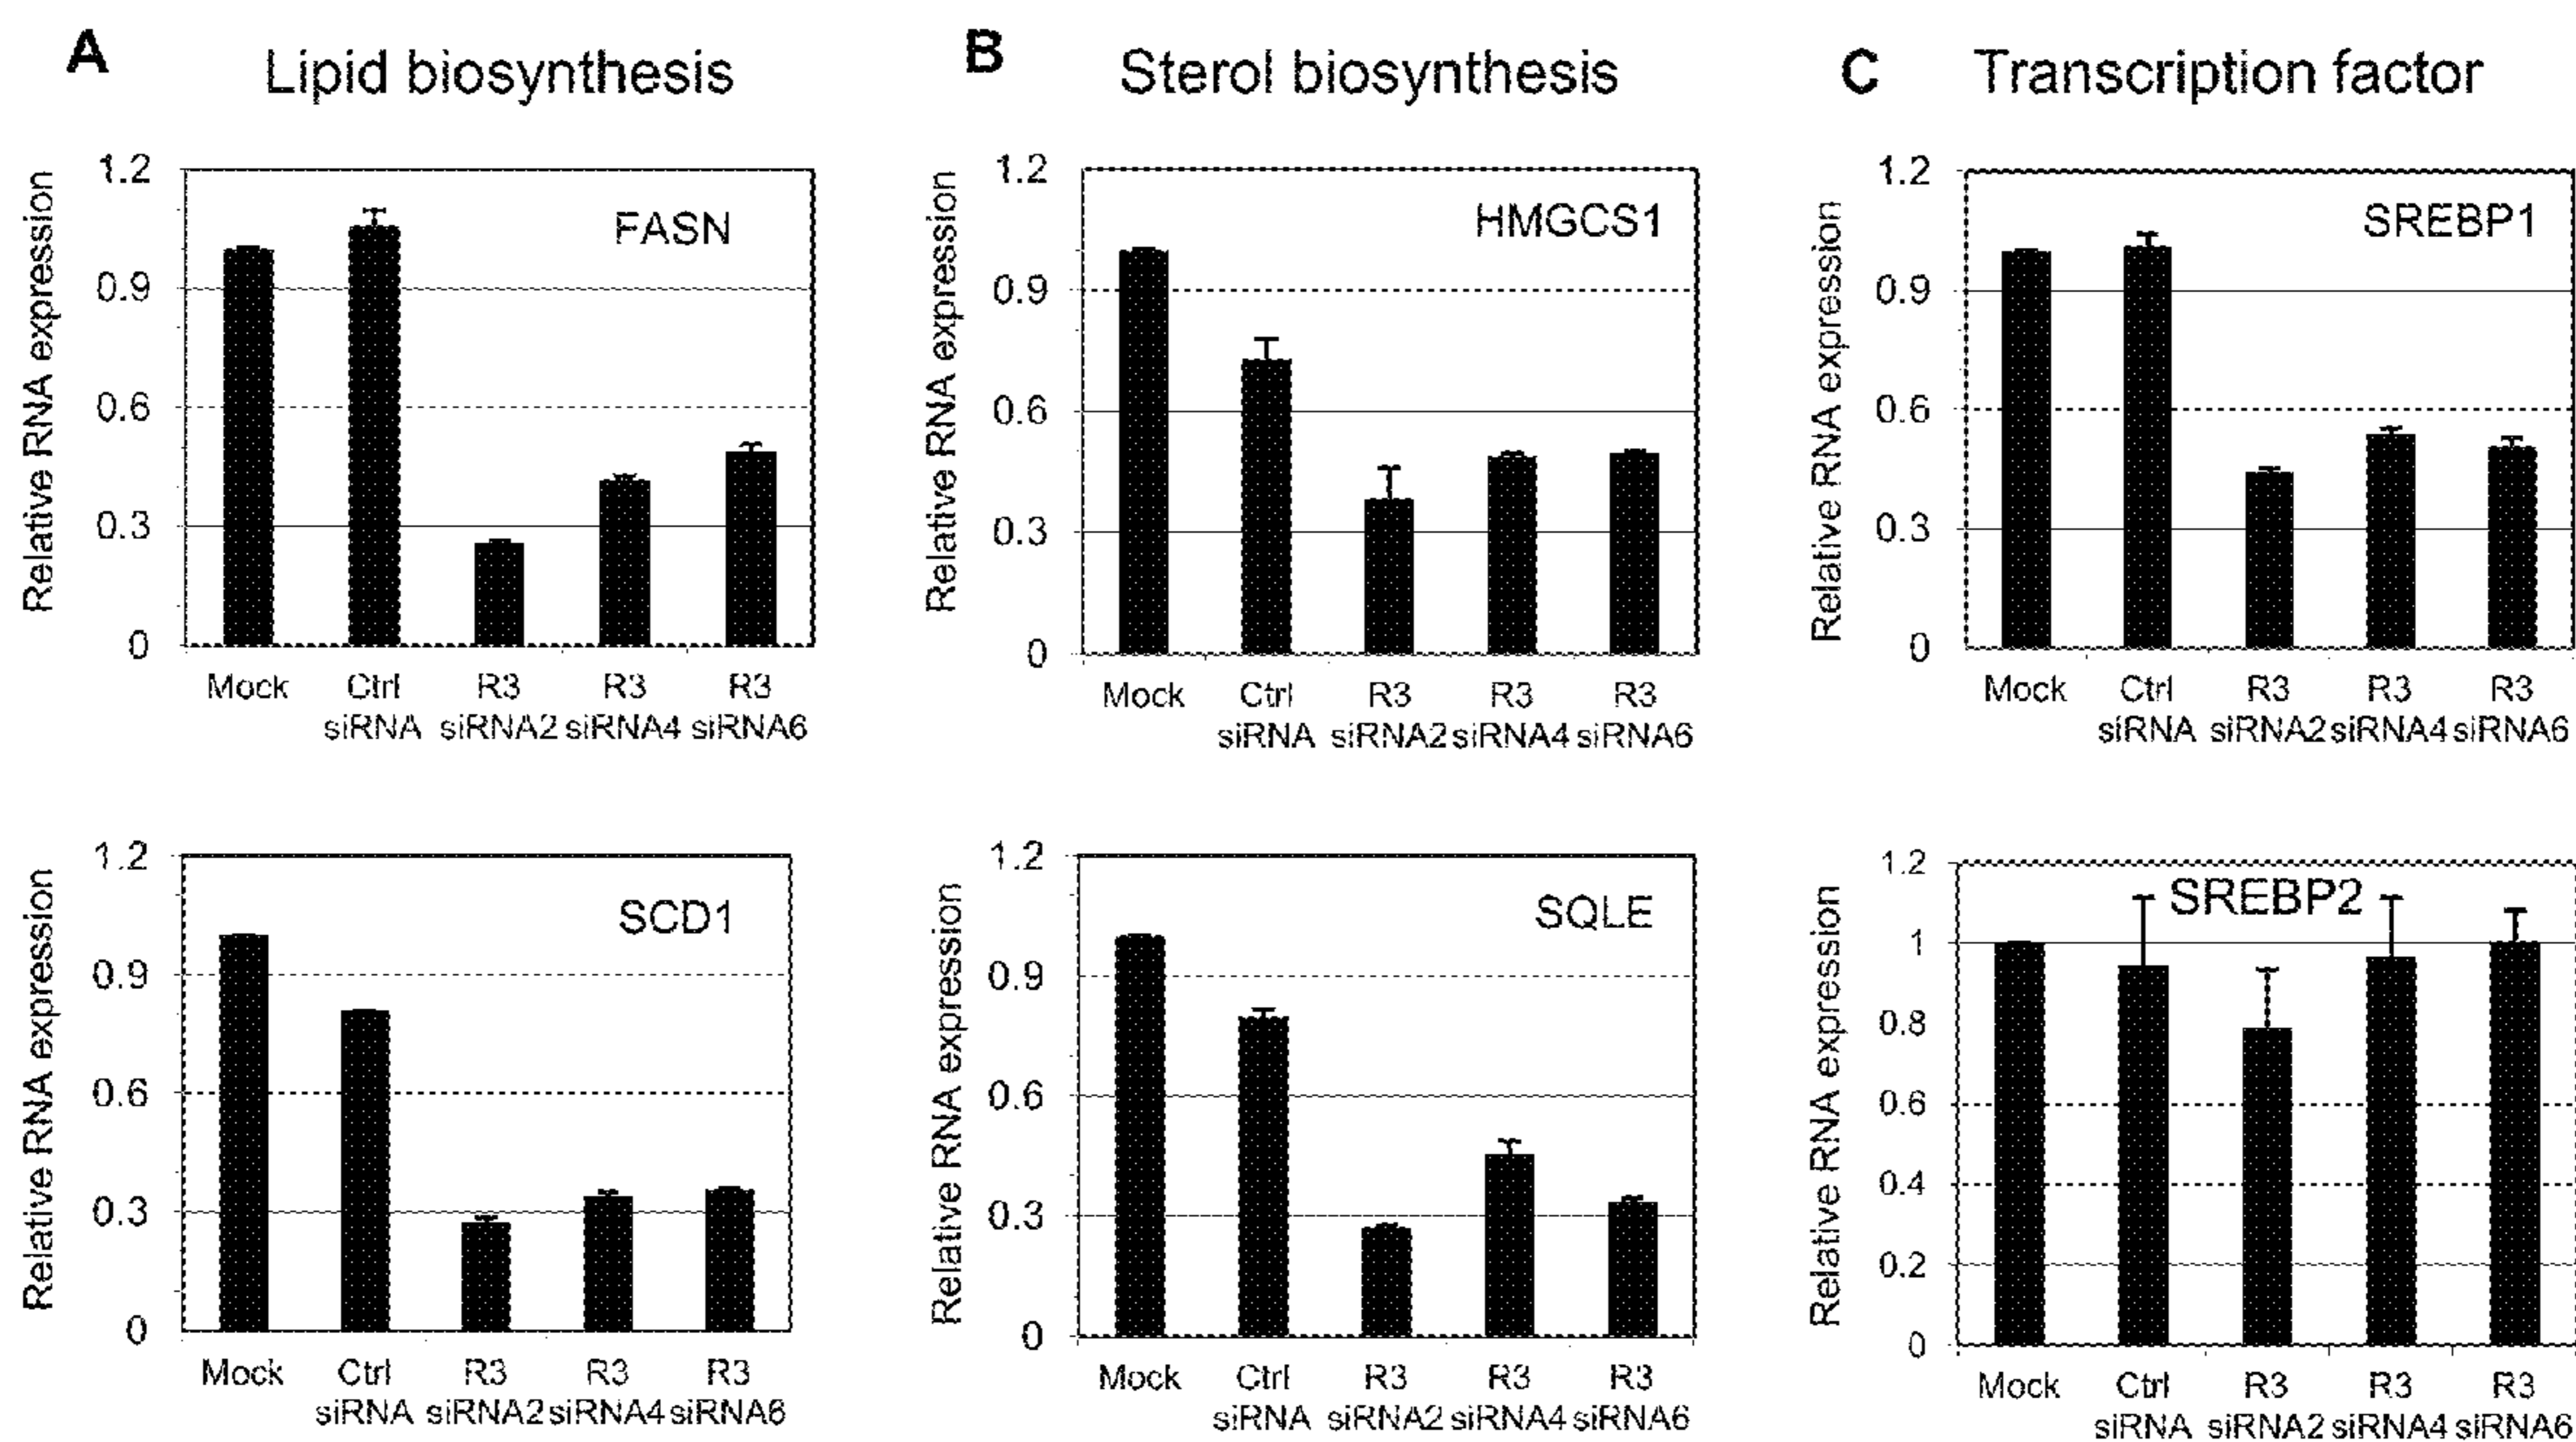 A Lipid biosynthesis
Relative RNA expression
1.2
0.9
0.6
0.3
0
FASN
Mock Ctrl R3 R3 R3
siRNA siRNA2 siRNA4 siRNA6
Relative RNA expression
1.2
0.9
0.6
0.3
0
SCD1
Mock Ctrl R3 R3 R3
siRNA siRNA2 siRNA4 siRNA6
B Sterol biosynthesis
Relative RNA expression
1.2
0.9
0.6
0.3
0
HMGCS1
Mock Ctrl R3 R3 R3
siRNA siRNA2 siRNA4 siRNA6
Relative RNA expression
1.2
0.9
0.6
0.3
0
SQLE
Mock Ctrl R3 R3 R3
siRNA siRNA2 siRNA4 siRNA6
C Transcription factor
Relative RNA expression
1.2
0.9
0.6
0.3
0
SREBP1
Mock Ctrl R3 R3 R3
siRNA siRNA2 siRNA4 siRNA6
Relative RNA expression
1.2
1
0.8
0.6
0.4
0.2
0
SREBP2
Mock Ctrl R3 R3 R3
siRNA siRNA2 siRNA4 siRNA6